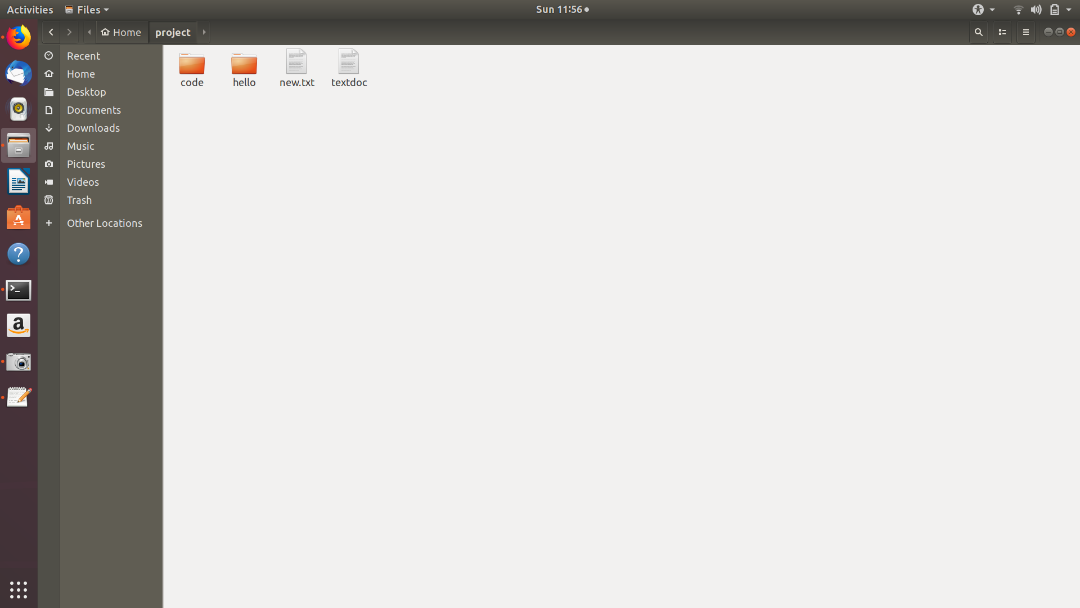 Activities Files Sun 11:56
Home project
Recent
Home
Desktop
Documents
Downloads
Music
Pictures
Videos
Trash
Other Locations
code hello new.txt textdoc